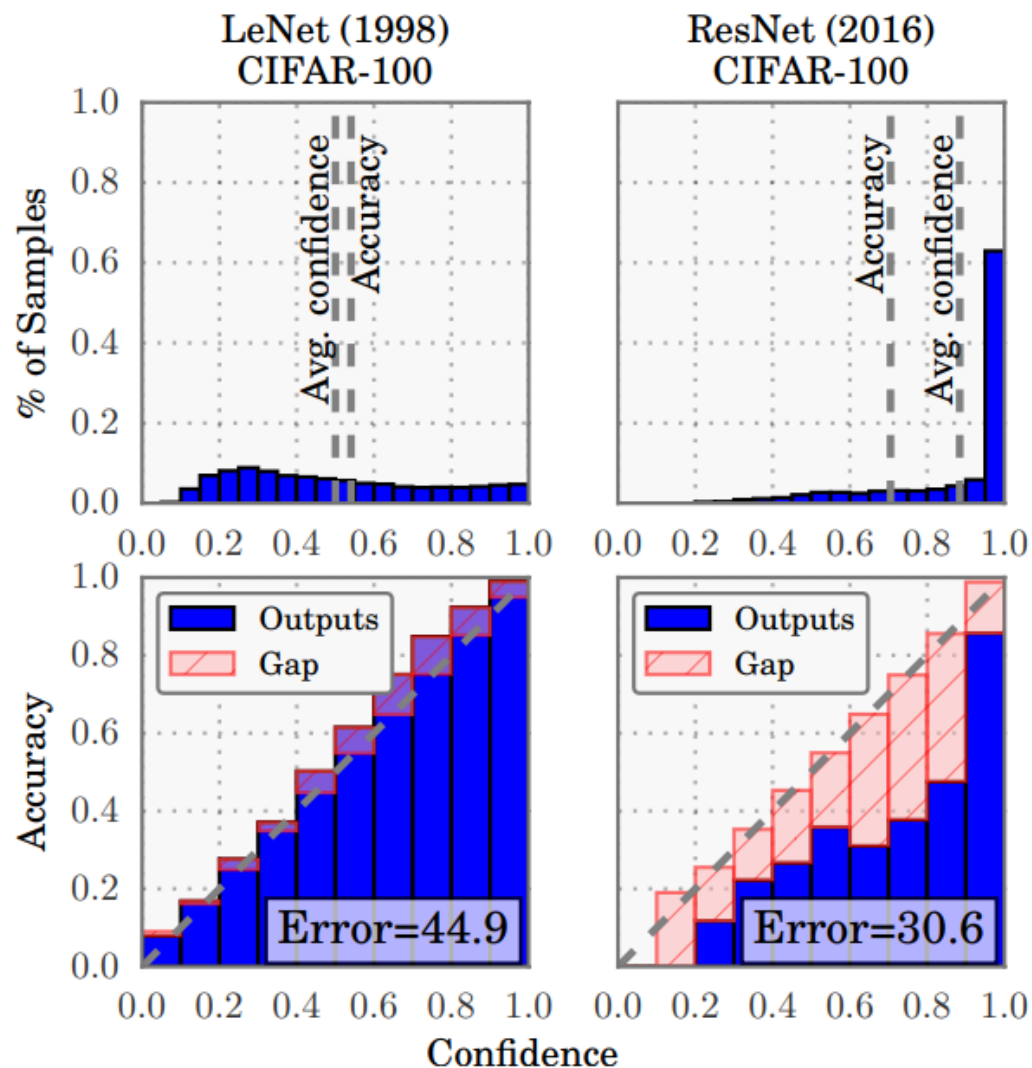 LeNet (1998)
CIFAR-100
ResNet (2016)
CIFAR-100
% of Samples
1.0
0.8
0.6
0.4
0.2
0.0
Avg. confidence
Accuracy
Accuracy
Avg. confidence
0.0 0.2 0.4 0.6 0.8 1.0
0.0 0.2 0.4 0.6 0.8 1.0
Accuracy
1.0
0.8
0.6
0.4
0.2
0.0
Outputs
Gap
Error=44.9
Outputs
Gap
Error=30.6
0.0 0.2 0.4 0.6 0.8 1.0
0.0 0.2 0.4 0.6 0.8 1.0
Confidence